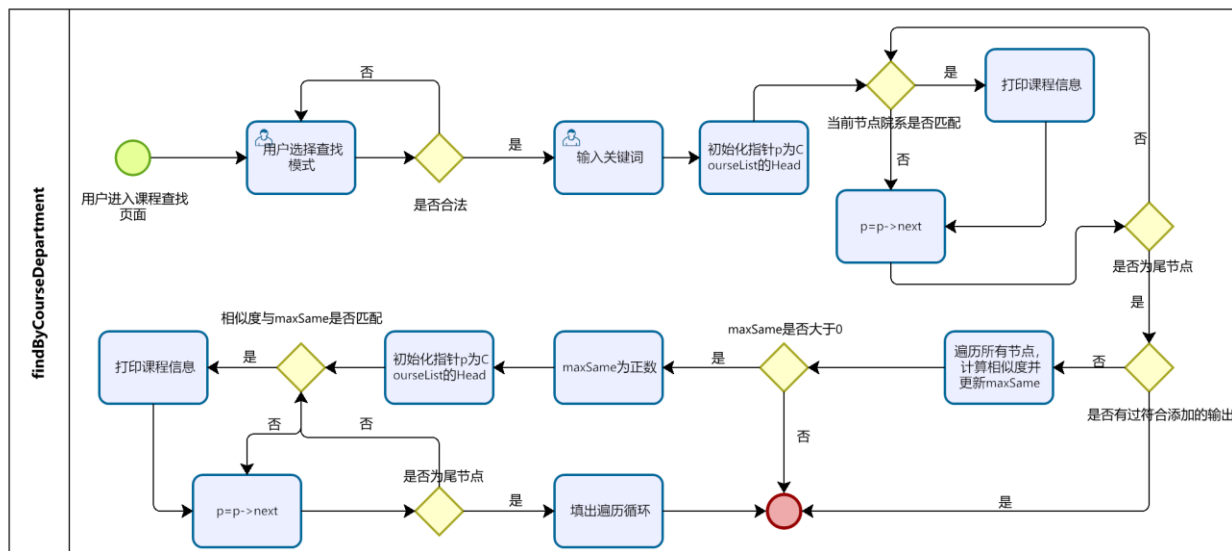 findByCourseDepartment
用户进入课程查找
页面
用户选择查找
模式
否
是否合法
是
输入关键词
初始化指针p为C
ourseList的Head
当前节点院系是否匹配
是
打印课程信息
否
p=p->next
否
是否为尾节点
是
是否有过符合添加的输出
否
是
遍历所有节点，
计算相似度并
更新maxSame
maxSame是否大于0
是
否
maxSame为正数
初始化指针p为C
ourseList的Head
相似度与maxSame是否匹配
是
打印课程信息
否
否
p=p->next
是否为尾节点
是
填出遍历循环